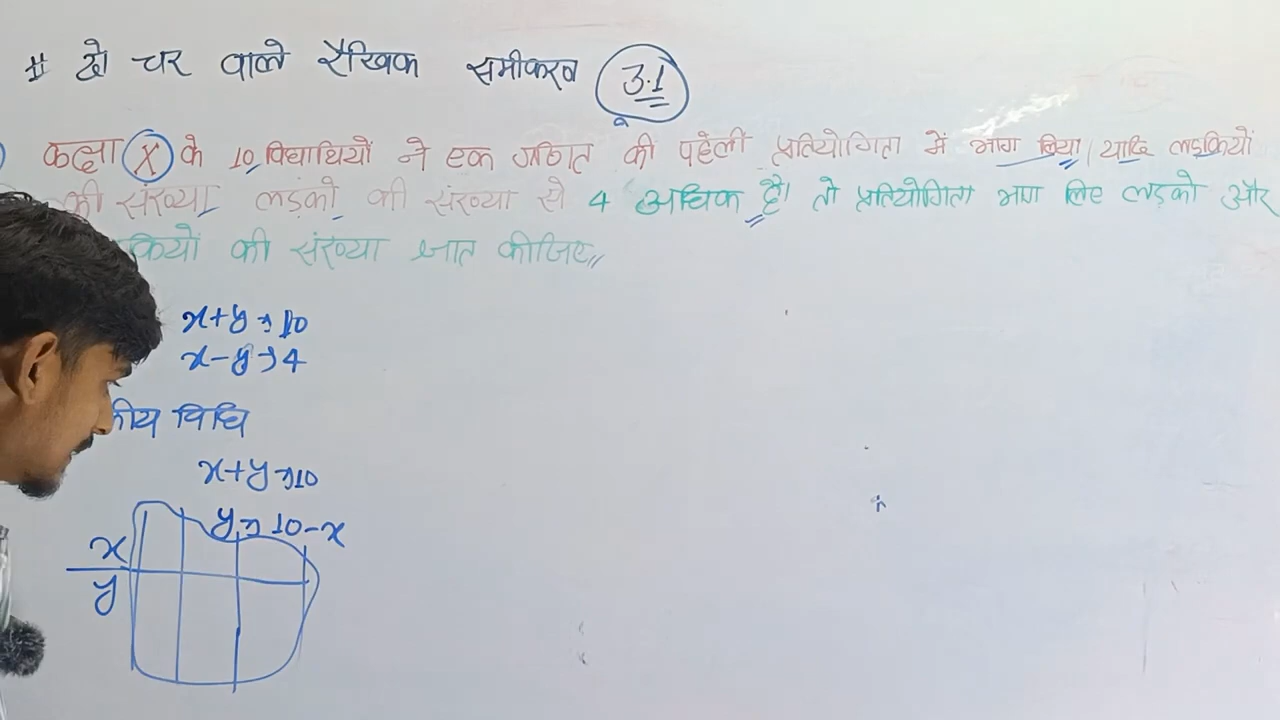 # दो चर वाले रैखिक समीकरण 3.1
कक्षा X के 10 विद्यार्थियों ने एक गणित की पहेली प्रतियोगिता में भाग लिया। यदि लड़कियों
की संख्या लड़को की संख्या से 4 अधिक है। तो प्रतियोगिता भाग लिए लड़को और
कियों की संख्या ज्ञात कीजिए
x+y=10
x-y=4
कीय विधि
x+y=10
y=10-x
x
y